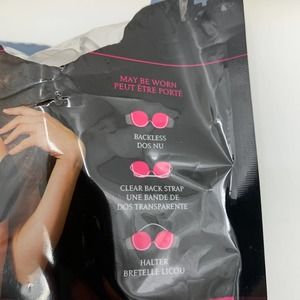 MAY BE WORN
PEUT ÊTRE PORTE
BACKLESS
DOS NU
CLEAR BACK STRAP
UNE BANDE DE
DOS TRANSPARENTE
HALTER
BRETELLE LICOU